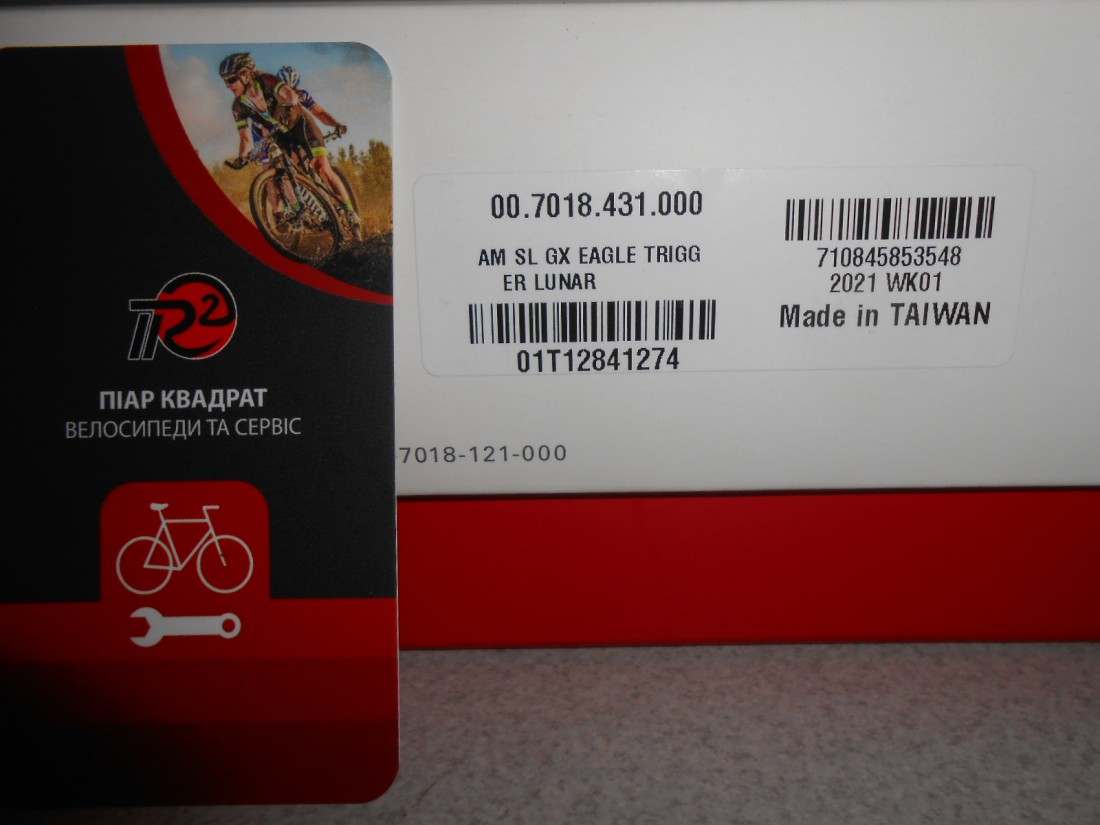 ПР2
ПІАР КВАДРАТ
ВЕЛОСИПЕДИ ТА СЕРВІС
00.7018.431.000
AM SL GX EAGLE TRIGG
ER LUNAR
01T12841274
710845853548
2021 WK01
Made in TAIWAN
-7018-121-000